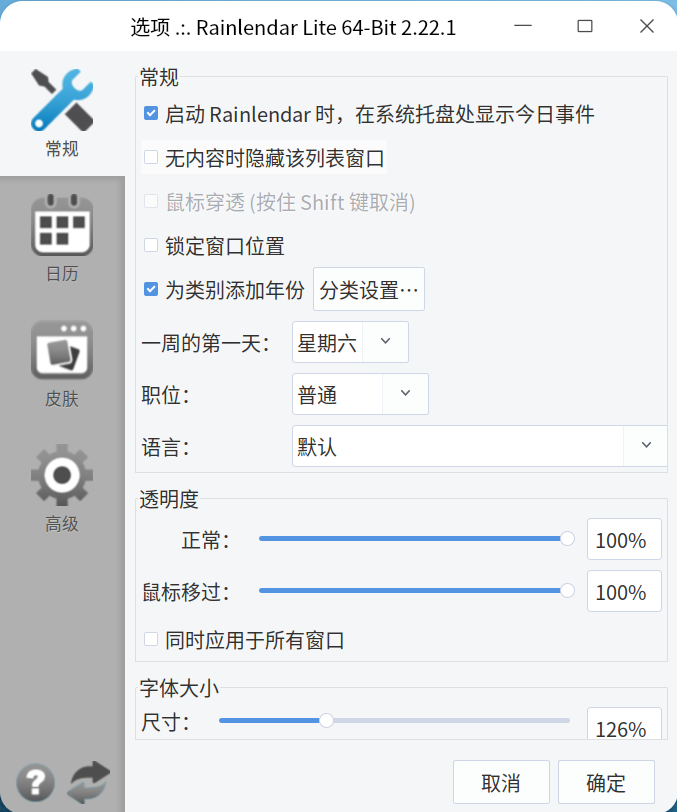 选项 .:. Rainlendar Lite 64-Bit 2.22.1
常规
日历
皮肤
高级
常规
启动 Rainlendar 时，在系统托盘处显示今日事件
无内容时隐藏该列表窗口
鼠标穿透 (按住 Shift 键取消)
锁定窗口位置
为类别添加年份 分类设置…
一周的第一天： 星期六
职位： 普通
语言： 默认
透明度
正常： 100%
鼠标移过： 100%
同时应用于所有窗口
字体大小
尺寸： 126%
取消 确定